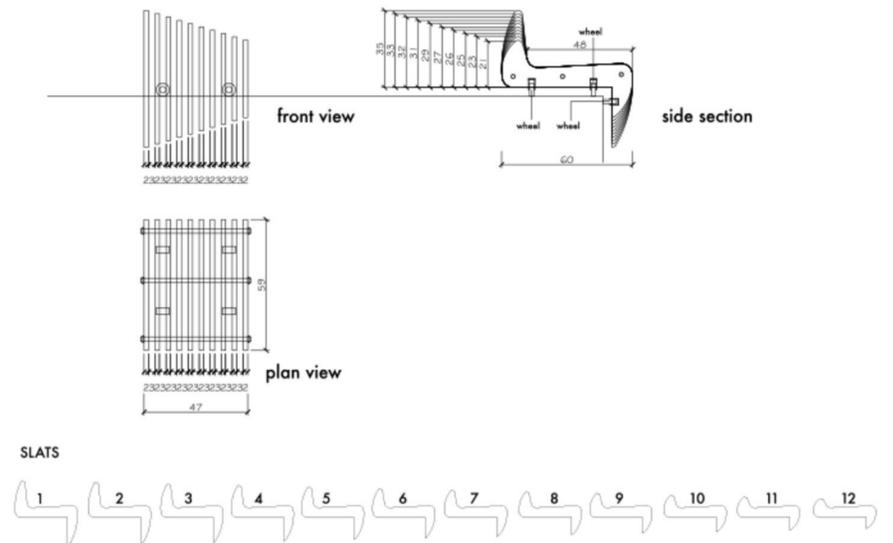 35 33 32 31 29 27 26 25 23 21
wheel
48
front view
wheel
wheel
side section
60
2323232323232323232
59
plan view
2323232323232323232
47
SLATS
1 2 3 4 5 6 7 8 9 10 11 12